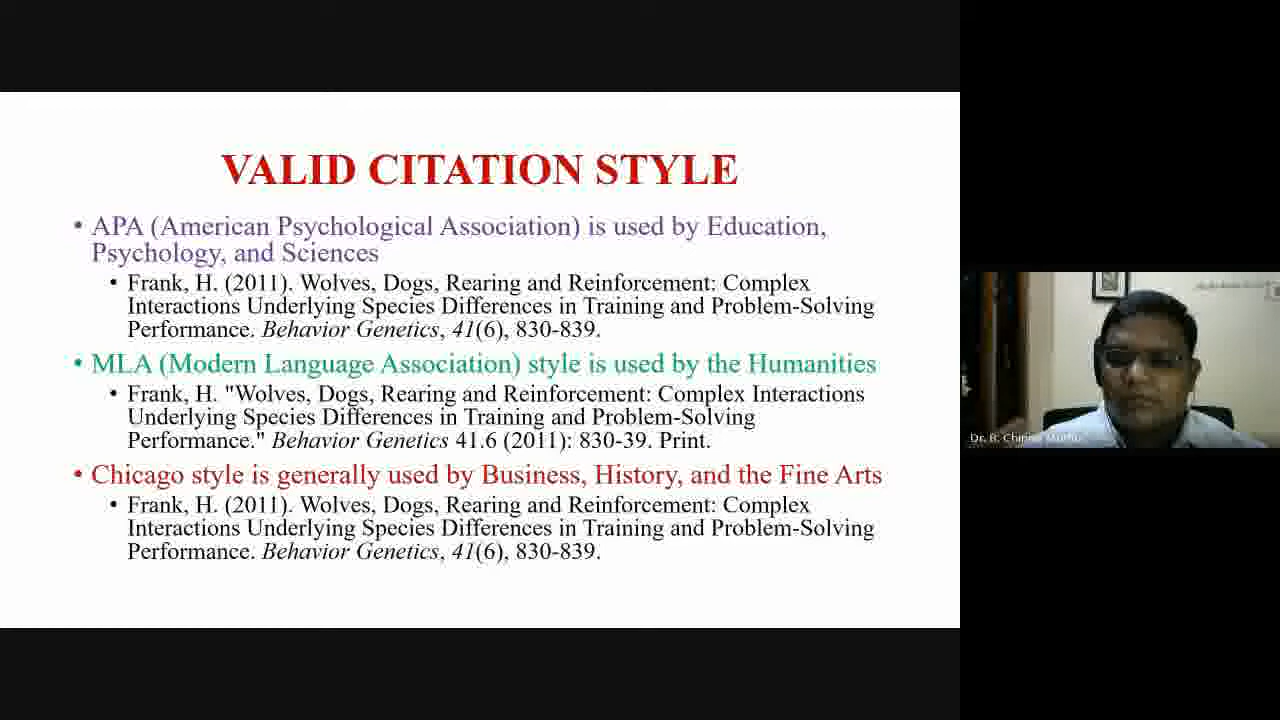 VALID CITATION STYLE
• APA (American Psychological Association) is used by Education,
Psychology, and Sciences
• Frank, H. (2011). Wolves, Dogs, Rearing and Reinforcement: Complex
Interactions Underlying Species Differences in Training and Problem-Solving
Performance. Behavior Genetics, 41(6), 830-839.
• MLA (Modern Language Association) style is used by the Humanities
• Frank, H. "Wolves, Dogs, Rearing and Reinforcement: Complex Interactions
Underlying Species Differences in Training and Problem-Solving
Performance." Behavior Genetics 41.6 (2011): 830-39. Print.
• Chicago style is generally used by Business, History, and the Fine Arts
• Frank, H. (2011). Wolves, Dogs, Rearing and Reinforcement: Complex
Interactions Underlying Species Differences in Training and Problem-Solving
Performance. Behavior Genetics, 41(6), 830-839.
Dr. B.